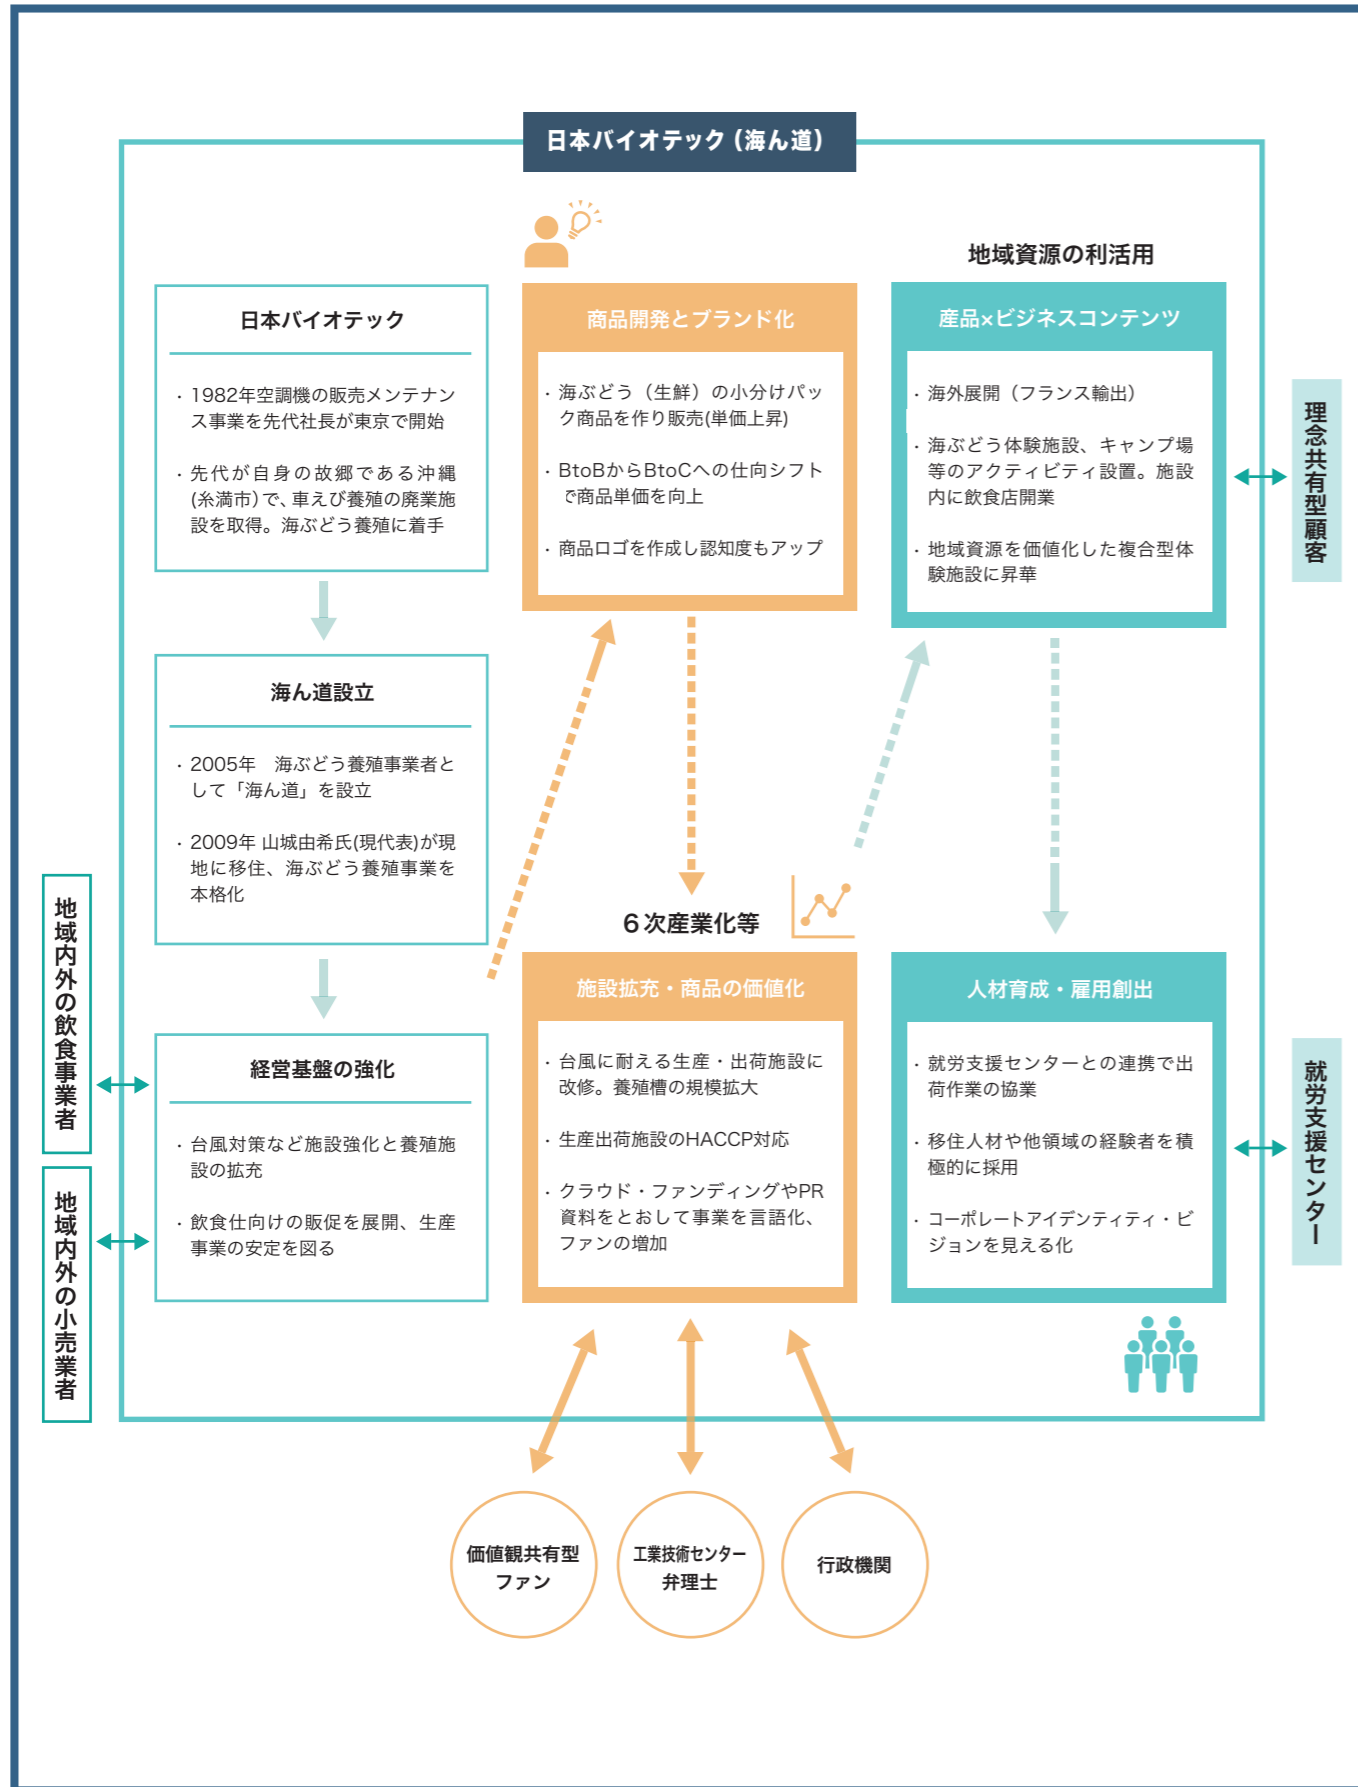 日本バイオテック（海ん道）
日本バイオテック
・1982年空調機の販売メンテナン
ス事業を先代社長が東京で開始
・先代が自身の故郷である沖縄
(糸満市)で、車えび養殖の廃業施
設を取得。海ぶどう養殖に着手
海ん道設立
・2005年　海ぶどう養殖事業者と
して「海ん道」を設立
・2009年 山城由希氏(現代表)が現
地に移住、海ぶどう養殖事業を
本格化
経営基盤の強化
・台風対策など施設強化と養殖施
設の拡充
・飲食仕向けの販促を展開、生産
事業の安定を図る
地域内外の飲食事業者
地域内外の小売業者
商品開発とブランド化
・海ぶどう（生鮮）の小分けパッ
ク商品を作り販売(単価上昇)
・BtoBからBtoCへの仕向シフト
で商品単価を向上
・商品ロゴを作成し認知度もアップ
６次産業化等
施設拡充・商品の価値化
・台風に耐える生産・出荷施設に
改修。養殖槽の規模拡大
・生産出荷施設のHACCP対応
・クラウド・ファンディングやPR
資料をとおして事業を言語化、
ファンの増加
地域資源の利活用
産品×ビジネスコンテンツ
・海外展開（フランス輸出）
・海ぶどう体験施設、キャンプ場
等のアクティビティ設置。施設
内に飲食店開業
・地域資源を価値化した複合型体
験施設に昇華
人材育成・雇用創出
・就労支援センターとの連携で出
荷作業の協業
・移住人材や他領域の経験者を積
極的に採用
・コーポレートアイデンティティ・ビ
ジョンを見える化
理念共有型顧客
就労支援センター
価値観共有型
ファン
工業技術センター
弁理士
行政機関